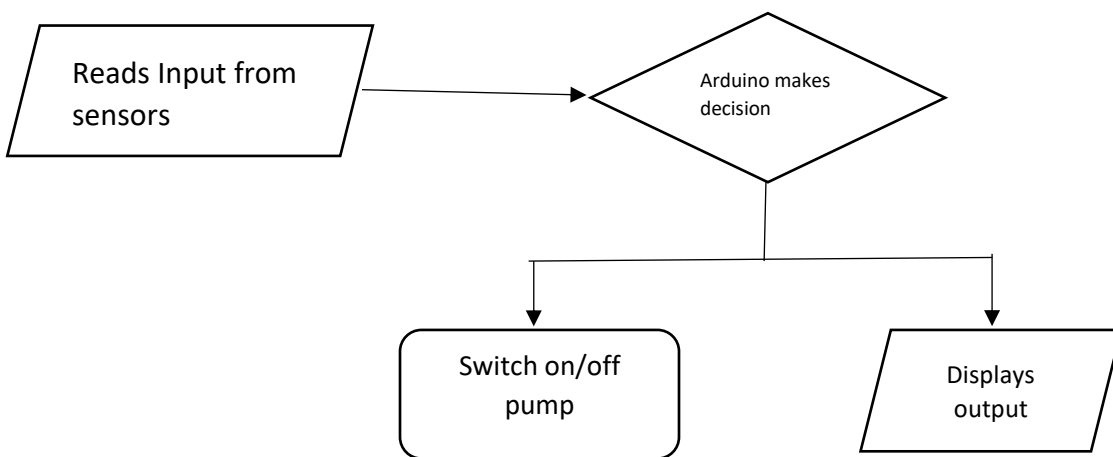 Reads Input from
sensors
Arduino makes
decision
Switch on/off
pump
Displays
output